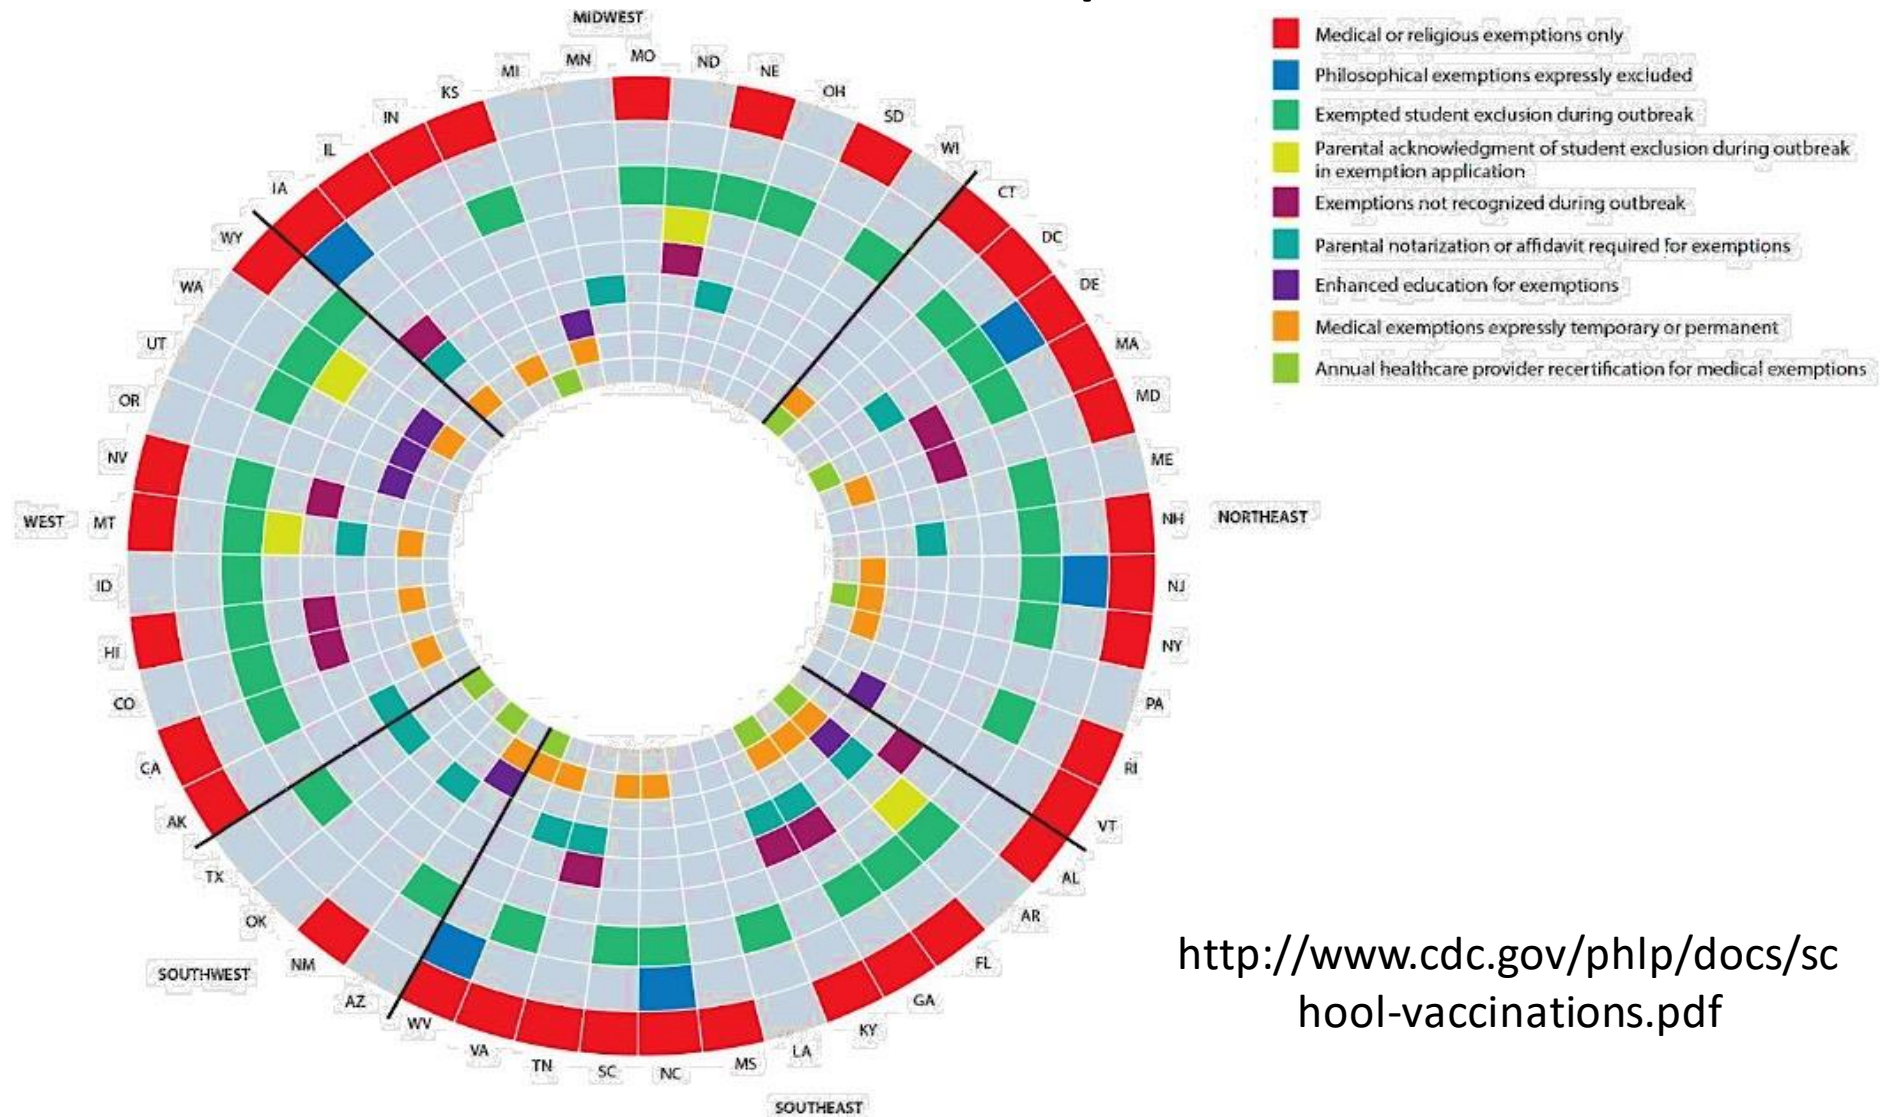 MIDWEST
MO
ND
NE
OH
SD
WI
CT
DC
DE
MA
MD
ME
NH
NORTHEAST
NJ
NY
PA
RI
VT
AL
AR
FL
GA
KY
LA
MS
NC
SC
TN
VA
WV
SOUTHEAST
AZ
NM
SOUTHWEST
OK
TX
AK
CA
CO
HI
ID
WEST
MT
NV
OR
UT
WA
WY
IA
IL
IN
KS
MI
MN
Medical or religious exemptions only
Philosophical exemptions expressly excluded
Exempted student exclusion during outbreak
Parental acknowledgment of student exclusion during outbreak
in exemption application
Exemptions not recognized during outbreak
Parental notarization or affidavit required for exemptions
Enhanced education for exemptions
Medical exemptions expressly temporary or permanent
Annual healthcare provider recertification for medical exemptions
http://www.cdc.gov/phlp/docs/sc
hool-vaccinations.pdf